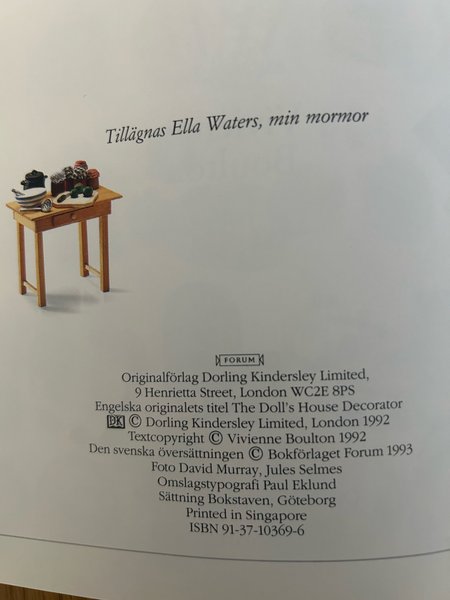 Tillägnas Ella Waters, min mormor
FORUM
Originalförlag Dorling Kindersley Limited,
9 Henrietta Street, London WC2E 8PS
Engelska originalets titel The Doll's House Decorator
DK © Dorling Kindersley Limited, London 1992
Textcopyright © Vivienne Boulton 1992
Den svenska översättningen © Bokförlaget Forum 1993
Foto David Murray, Jules Selmes
Omslagstypografi Paul Eklund
Sättning Bokstaven, Göteborg
Printed in Singapore
ISBN 91-37-10369-6